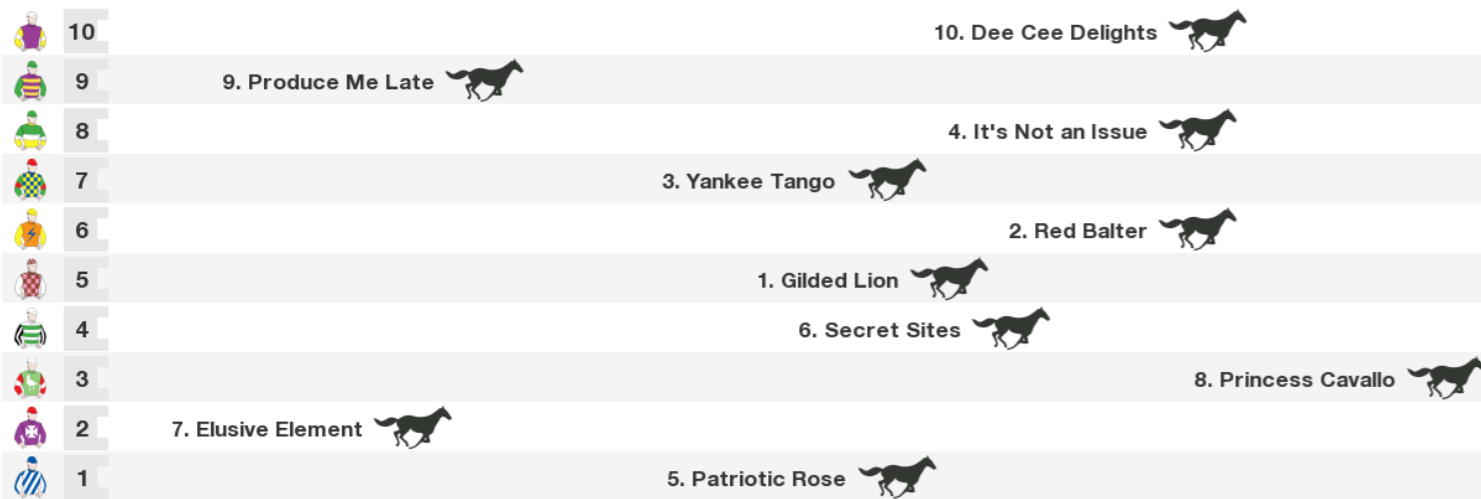 10 10. Dee Cee Delights
9 9. Produce Me Late
8 4. It's Not an Issue
7 3. Yankee Tango
6 2. Red Balter
5 1. Gilded Lion
4 6. Secret Sites
3 8. Princess Cavallo
2 7. Elusive Element
1 5. Patriotic Rose